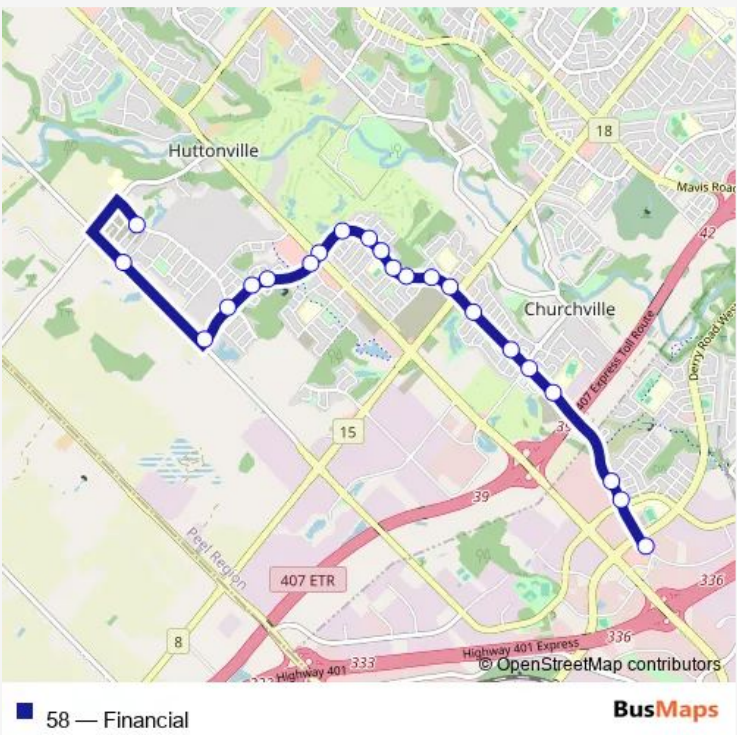 18
Huttonville
Mavis Road
42
Churchville
407 Express Toll Route
Derry Road West
15
39
39
Peel Region
407 ETR
336
8
336
Highway 401 Express
333
Highway 401
© OpenStreetMap contributors
58 — Financial
BusMaps